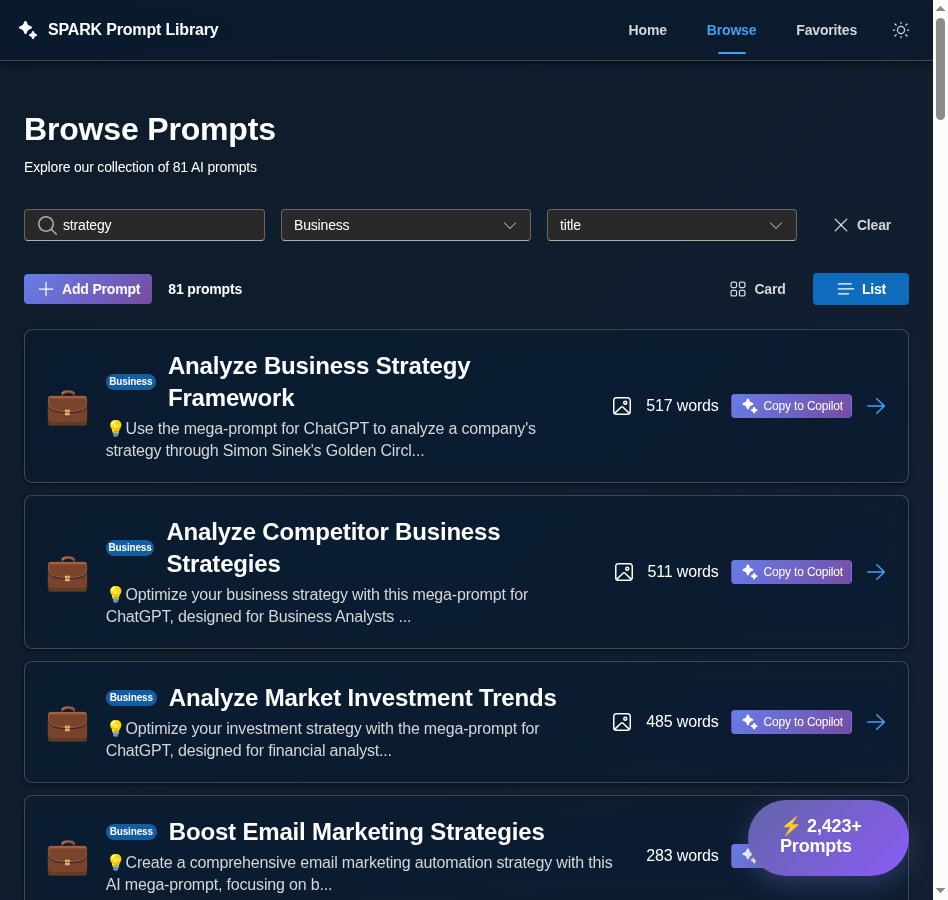 SPARK Prompt Library
Home
Browse
Favorites
Browse Prompts
Explore our collection of 81 AI prompts
strategy
Business
title
Clear
Add Prompt
81 prompts
Card
List
Business
Analyze Business Strategy
Framework
💡Use the mega-prompt for ChatGPT to analyze a company's
strategy through Simon Sinek's Golden Circl...
517 words
Copy to Copilot
Business
Analyze Competitor Business
Strategies
💡Optimize your business strategy with this mega-prompt for
ChatGPT, designed for Business Analysts ...
511 words
Copy to Copilot
Business
Analyze Market Investment Trends
💡Optimize your investment strategy with the mega-prompt for
ChatGPT, designed for financial analyst...
485 words
Copy to Copilot
Business
Boost Email Marketing Strategies
💡Create a comprehensive email marketing automation strategy with this
AI mega-prompt, focusing on b...
283 words
⚡ 2,423+
Prompts